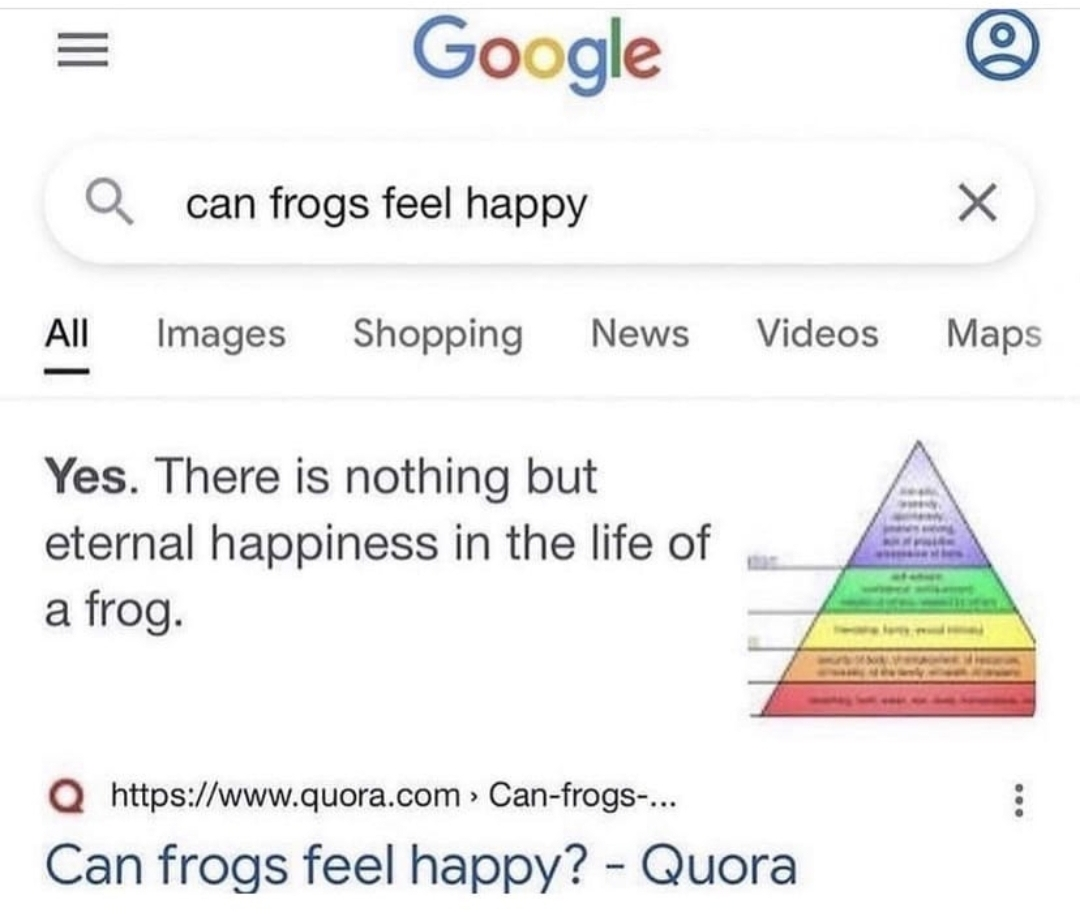 Google
can frogs feel happy
All Images Shopping News Videos Maps
Yes. There is nothing but
eternal happiness in the life of
a frog.
https://www.quora.com › Can-frogs-...
Can frogs feel happy? - Quora